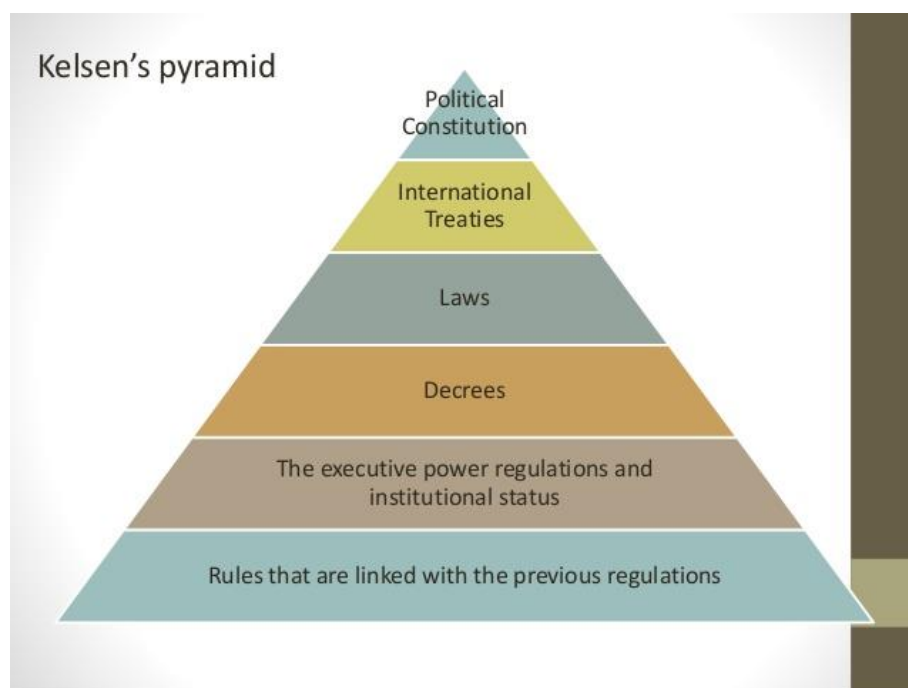 Kelsen’s pyramid
Political
Constitution
International
Treaties
Laws
Decrees
The executive power regulations and
institutional status
Rules that are linked with the previous regulations